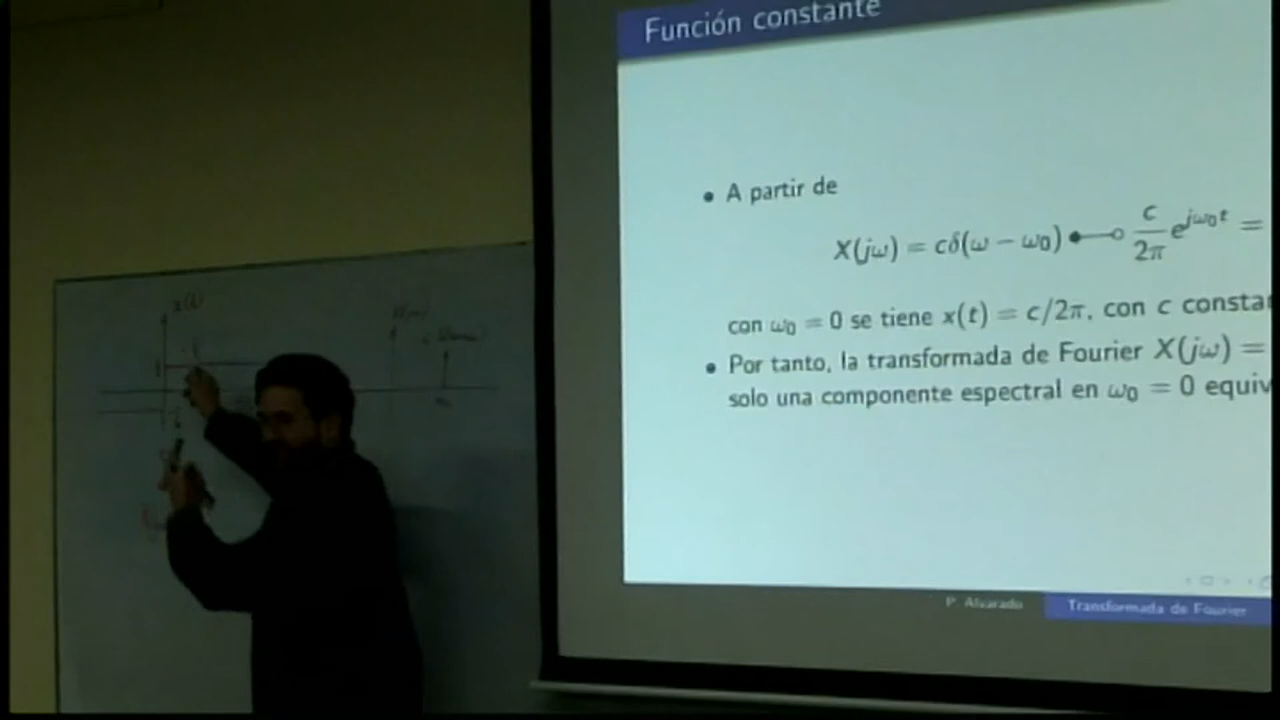 Función constante
• A partir de
X(jω) = cδ(ω − ω₀) ●—○ c/2π e^{jω₀t} =
con ω₀ = 0 se tiene x(t) = c/2π, con c consta
• Por tanto, la transformada de Fourier X(jω) =
solo una componente espectral en ω₀ = 0 equiv
P. Alvarado Transformada de Fourier
x(t)